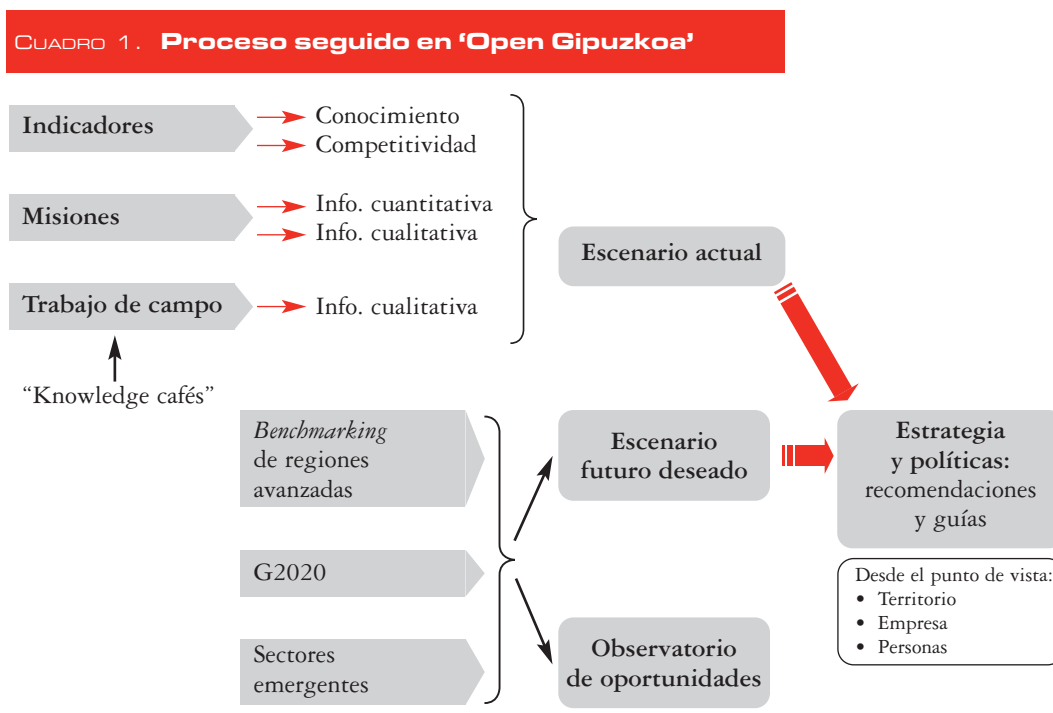 CUADRO 1. Proceso seguido en ‘Open Gipuzkoa’
Indicadores
Conocimiento
Competitividad
Misiones
Info. cuantitativa
Info. cualitativa
Trabajo de campo
Info. cualitativa
“Knowledge cafés”
Escenario actual
Benchmarking
de regiones
avanzadas
G2020
Sectores
emergentes
Escenario
futuro deseado
Observatorio
de oportunidades
Estrategia
y políticas:
recomendaciones
y guías
Desde el punto de vista:
• Territorio
• Empresa
• Personas